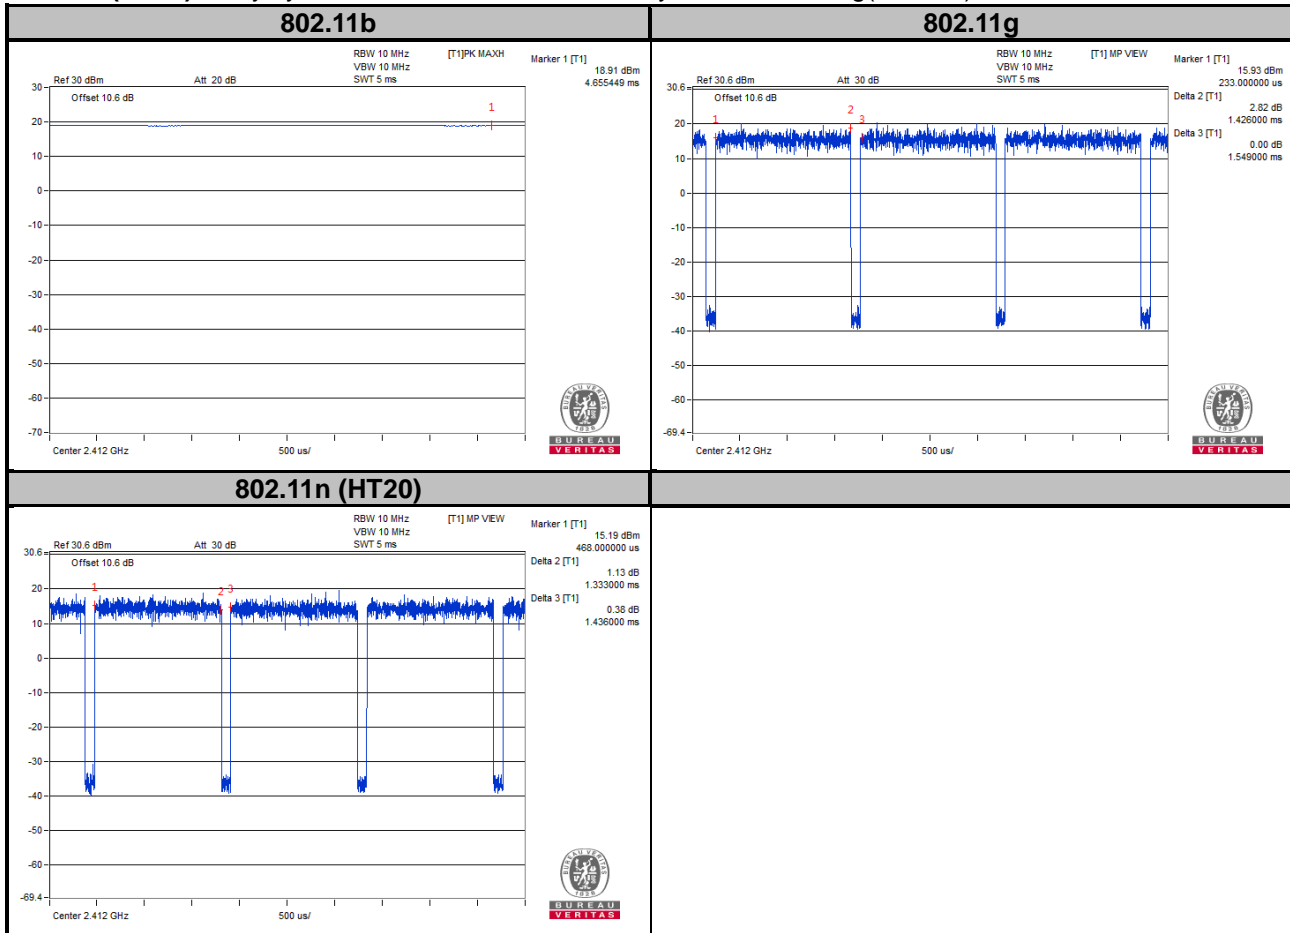 802.11b
802.11g
RBW 10 MHz
[T1]PK MAXH
Marker 1 [T1]
VBW 10 MHz
18.91 dBm
Ref 30 dBm
Att 20 dB
SWT 5 ms
4.655449 ms
30
Offset 10.6 dB
1
20
10
0
-10
-20
-30
-40
-50
-60
-70
Center 2.412 GHz
500 us/
BUREAU VERITAS
1828
BUREAU
VERITAS
RBW 10 MHz
[T1] MP VIEW
Marker 1 [T1]
VBW 10 MHz
15.93 dBm
Ref 30.6 dBm
Att 30 dB
SWT 5 ms
233.000000 us
30.6
Offset 10.6 dB
Delta 2 [T1]
2.82 dB
1.426000 ms
Delta 3 [T1]
0.00 dB
1.549000 ms
1
2
3
20
10
0
-10
-20
-30
-40
-50
-60
-69.4
Center 2.412 GHz
500 us/
BUREAU VERITAS
1828
BUREAU
VERITAS
802.11n (HT20)
RBW 10 MHz
[T1] MP VIEW
Marker 1 [T1]
VBW 10 MHz
15.19 dBm
Ref 30.6 dBm
Att 30 dB
SWT 5 ms
468.000000 us
30.6
Offset 10.6 dB
Delta 2 [T1]
1.13 dB
1.333000 ms
Delta 3 [T1]
0.38 dB
1.436000 ms
1
2
3
20
10
0
-10
-20
-30
-40
-50
-60
-69.4
Center 2.412 GHz
500 us/
BUREAU VERITAS
1828
BUREAU
VERITAS